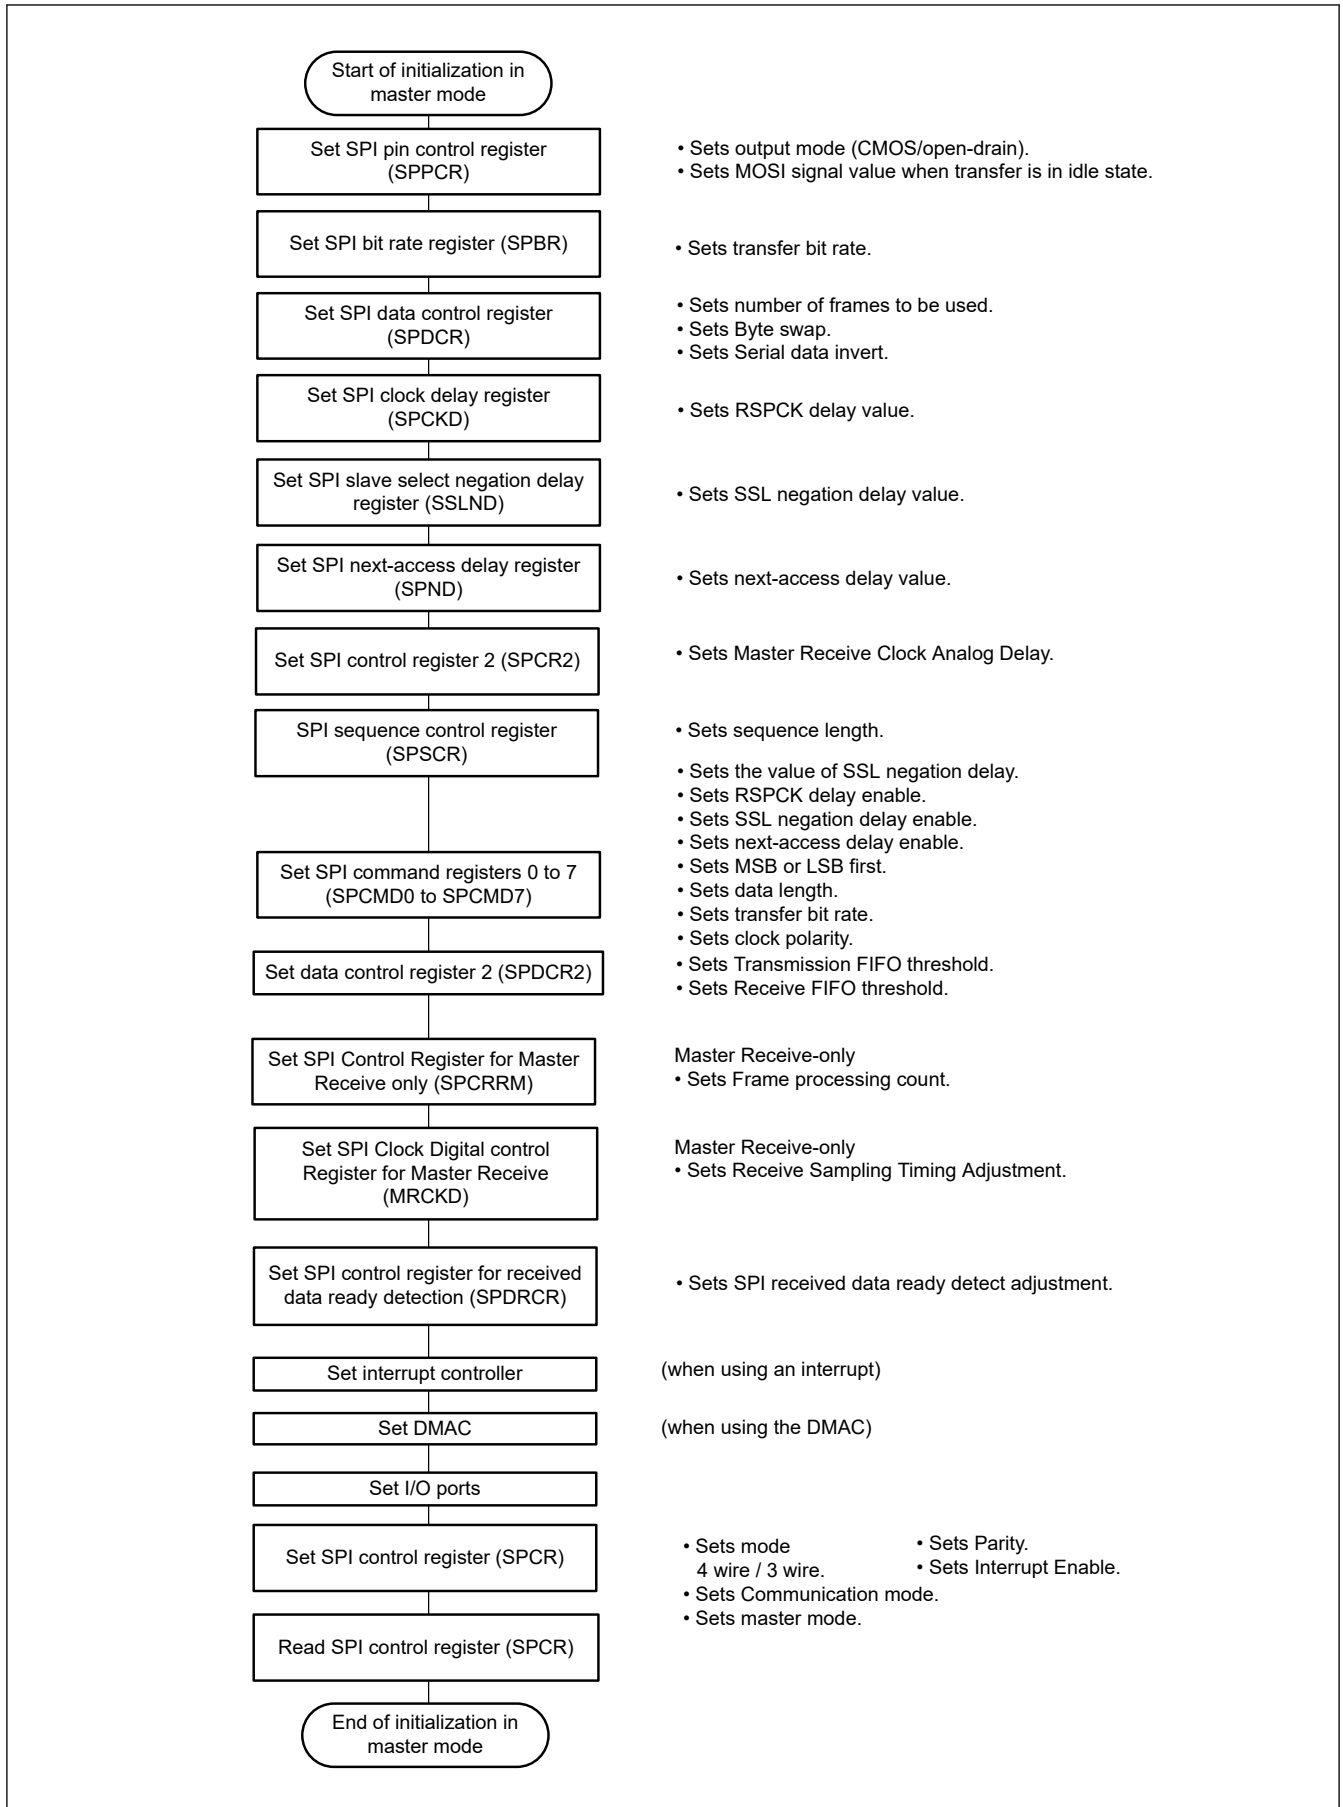 Start of initialization in
master mode
Set SPI pin control register
(SPPCR)
• Sets output mode (CMOS/open-drain).
• Sets MOSI signal value when transfer is in idle state.
Set SPI bit rate register (SPBR)
• Sets transfer bit rate.
Set SPI data control register
(SPDCR)
• Sets number of frames to be used.
• Sets Byte swap.
• Sets Serial data invert.
Set SPI clock delay register
(SPCKD)
• Sets RSPCK delay value.
Set SPI slave select negation delay
register (SSLND)
• Sets SSL negation delay value.
Set SPI next-access delay register
(SPND)
• Sets next-access delay value.
Set SPI control register 2 (SPCR2)
• Sets Master Receive Clock Analog Delay.
SPI sequence control register
(SPSCR)
• Sets sequence length.
Set SPI command registers 0 to 7
(SPCMD0 to SPCMD7)
• Sets the value of SSL negation delay.
• Sets RSPCK delay enable.
• Sets SSL negation delay enable.
• Sets next-access delay enable.
• Sets MSB or LSB first.
• Sets data length.
• Sets transfer bit rate.
• Sets clock polarity.
Set data control register 2 (SPDCR2)
• Sets Transmission FIFO threshold.
• Sets Receive FIFO threshold.
Set SPI Control Register for Master
Receive only (SPCRRM)
Master Receive-only
• Sets Frame processing count.
Set SPI Clock Digital control
Register for Master Receive
(MRCKD)
Master Receive-only
• Sets Receive Sampling Timing Adjustment.
Set SPI control register for received
data ready detection (SPDRCR)
• Sets SPI received data ready detect adjustment.
Set interrupt controller
(when using an interrupt)
Set DMAC
(when using the DMAC)
Set I/O ports
Set SPI control register (SPCR)
• Sets mode
4 wire / 3 wire.
• Sets Communication mode.
• Sets master mode.
• Sets Parity.
• Sets Interrupt Enable.
Read SPI control register (SPCR)
End of initialization in
master mode